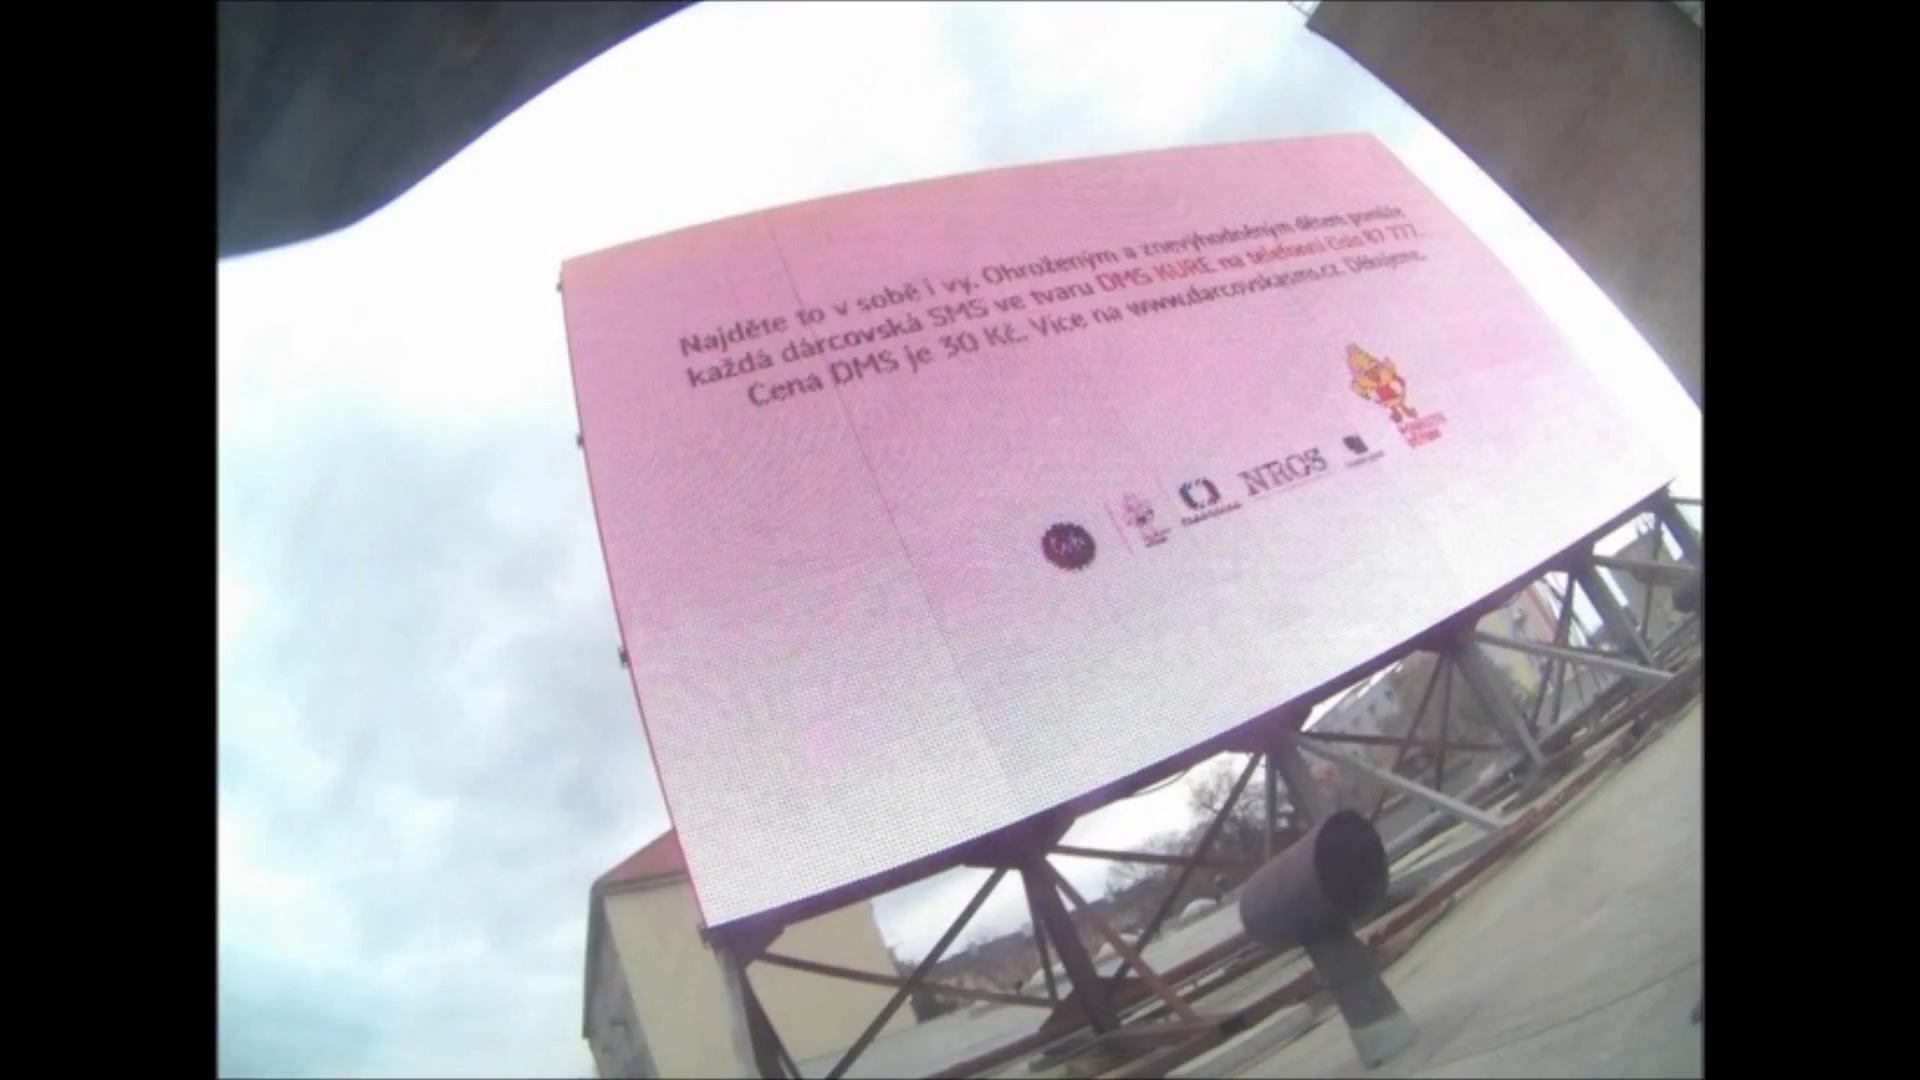 Najděte to v sobě i vy. Ohroženým a znevýhodněným dětem pomůže
každá dárcovská SMS ve tvaru DMS KURE na telefonní číslo 87 777.
Cena DMS je 30 Kč. Více na www.darcovskasms.cz. Děkujeme.
NROS